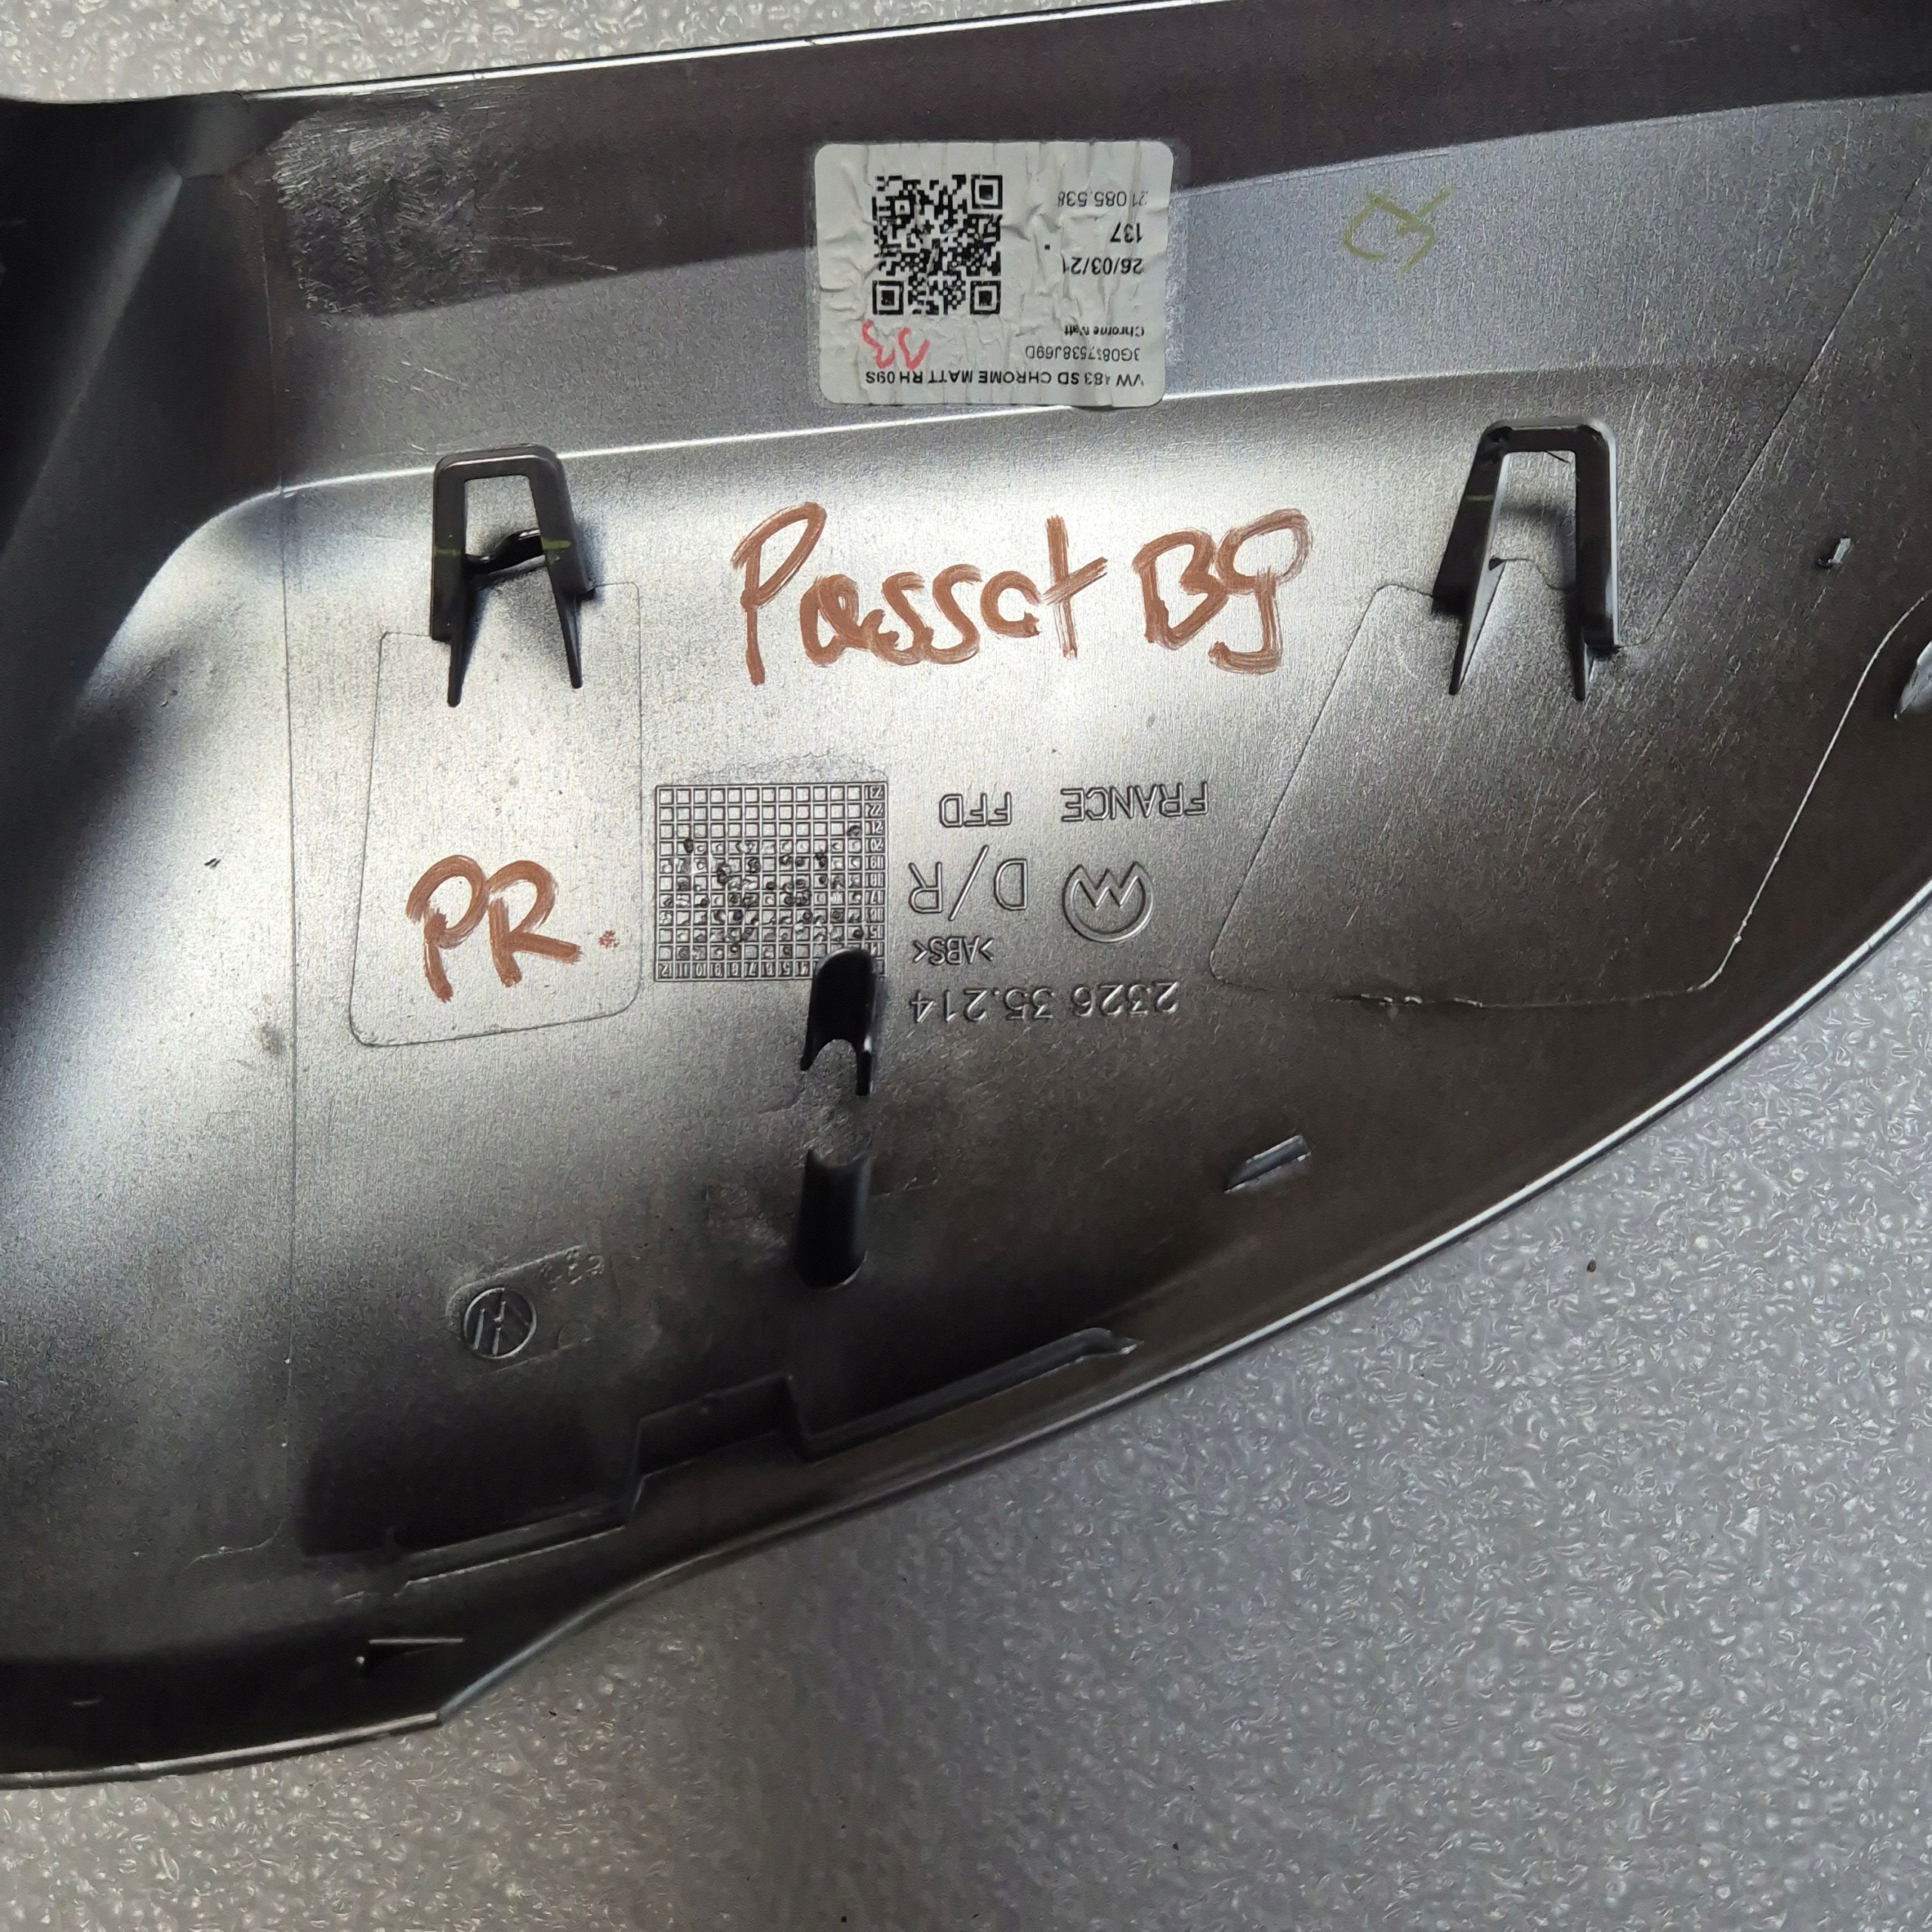 VW 483 SD CHROME MATT RH 09S
3G0857538J69D
Chrome Matt
26/03/21
137
21 085.538
33
Passat B9
PR.
FRANCE FFD
D/R
>ABS<
2326 35.214